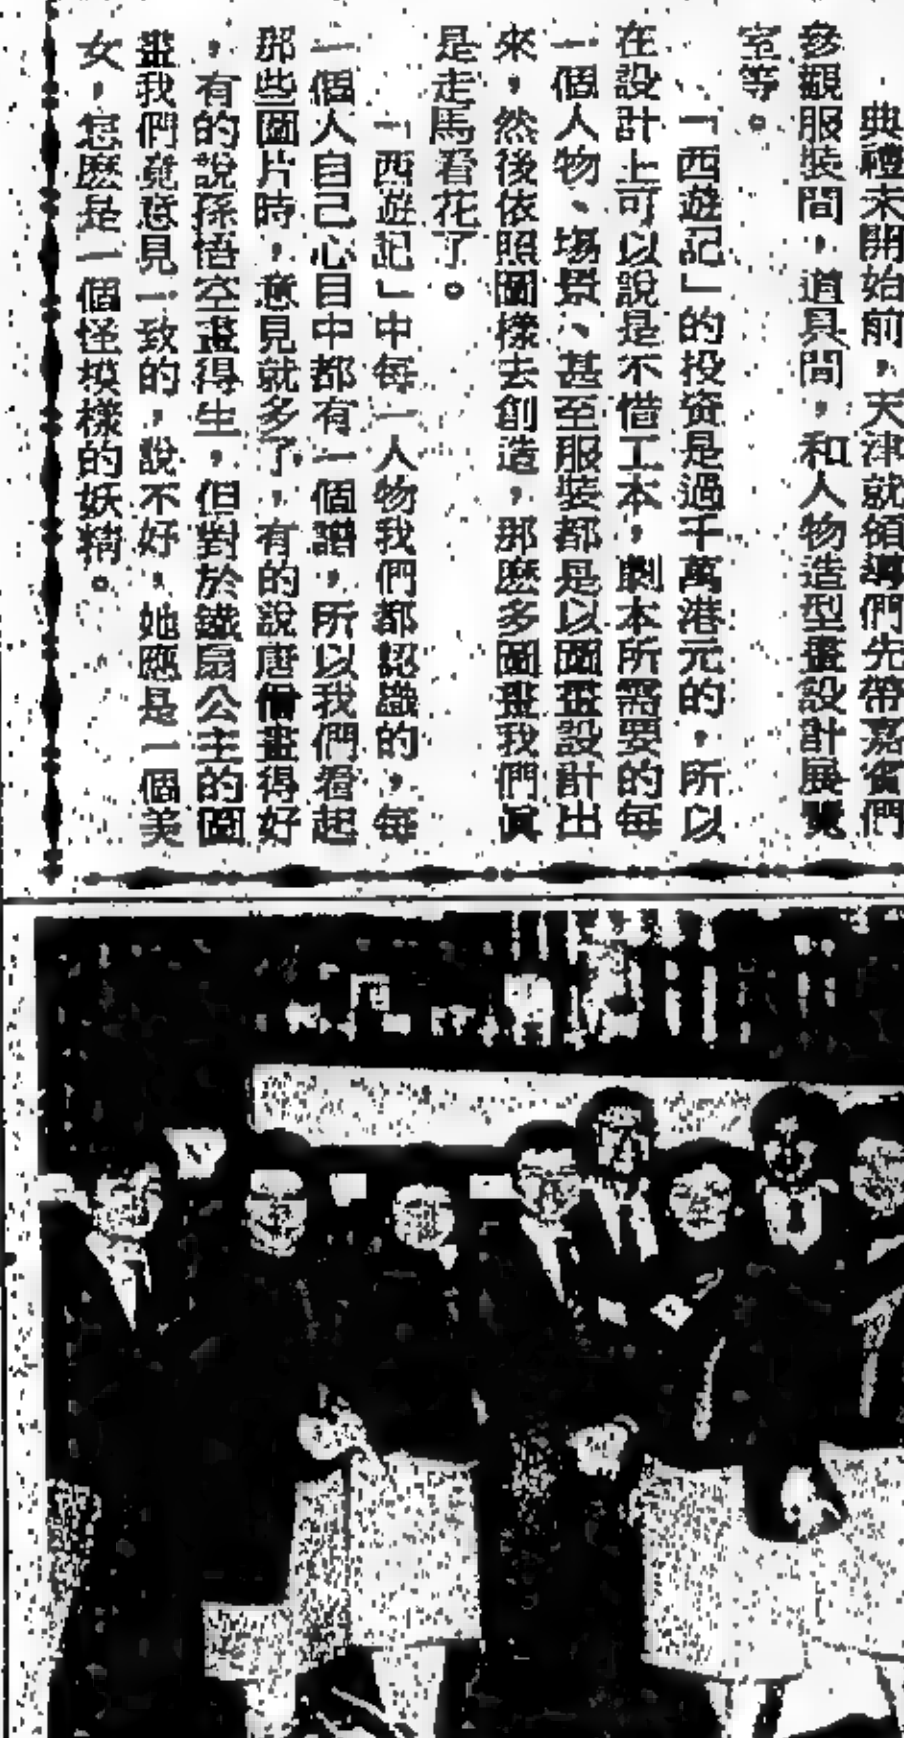 典禮未開始前，天津就領導們先帶嘉賓們
參觀服裝間，道具間，和人物造型畫設計展覽
室等。
「西遊記」的投資是過千萬港元的，所以
在設計上可以說是不惜工本，劇本所需要的每
一個人物、場景、甚至服裝都是以圖畫設計出
來，然後依照圖樣去創造，那麽多圖畫我們眞
是走馬看花了。
「西遊記」中每一人物我們都認識的，每
一個人自己心目中都有一個譜，所以我們看起
那些圖片時，意見就多了，有的說唐僧畫得好
，有的說孫悟空畫得生，但對於鐵扇公主的圖
畫我們竟意見一致的，說不好，她應是一個美
女，怎麽是一個怪模樣的妖精。